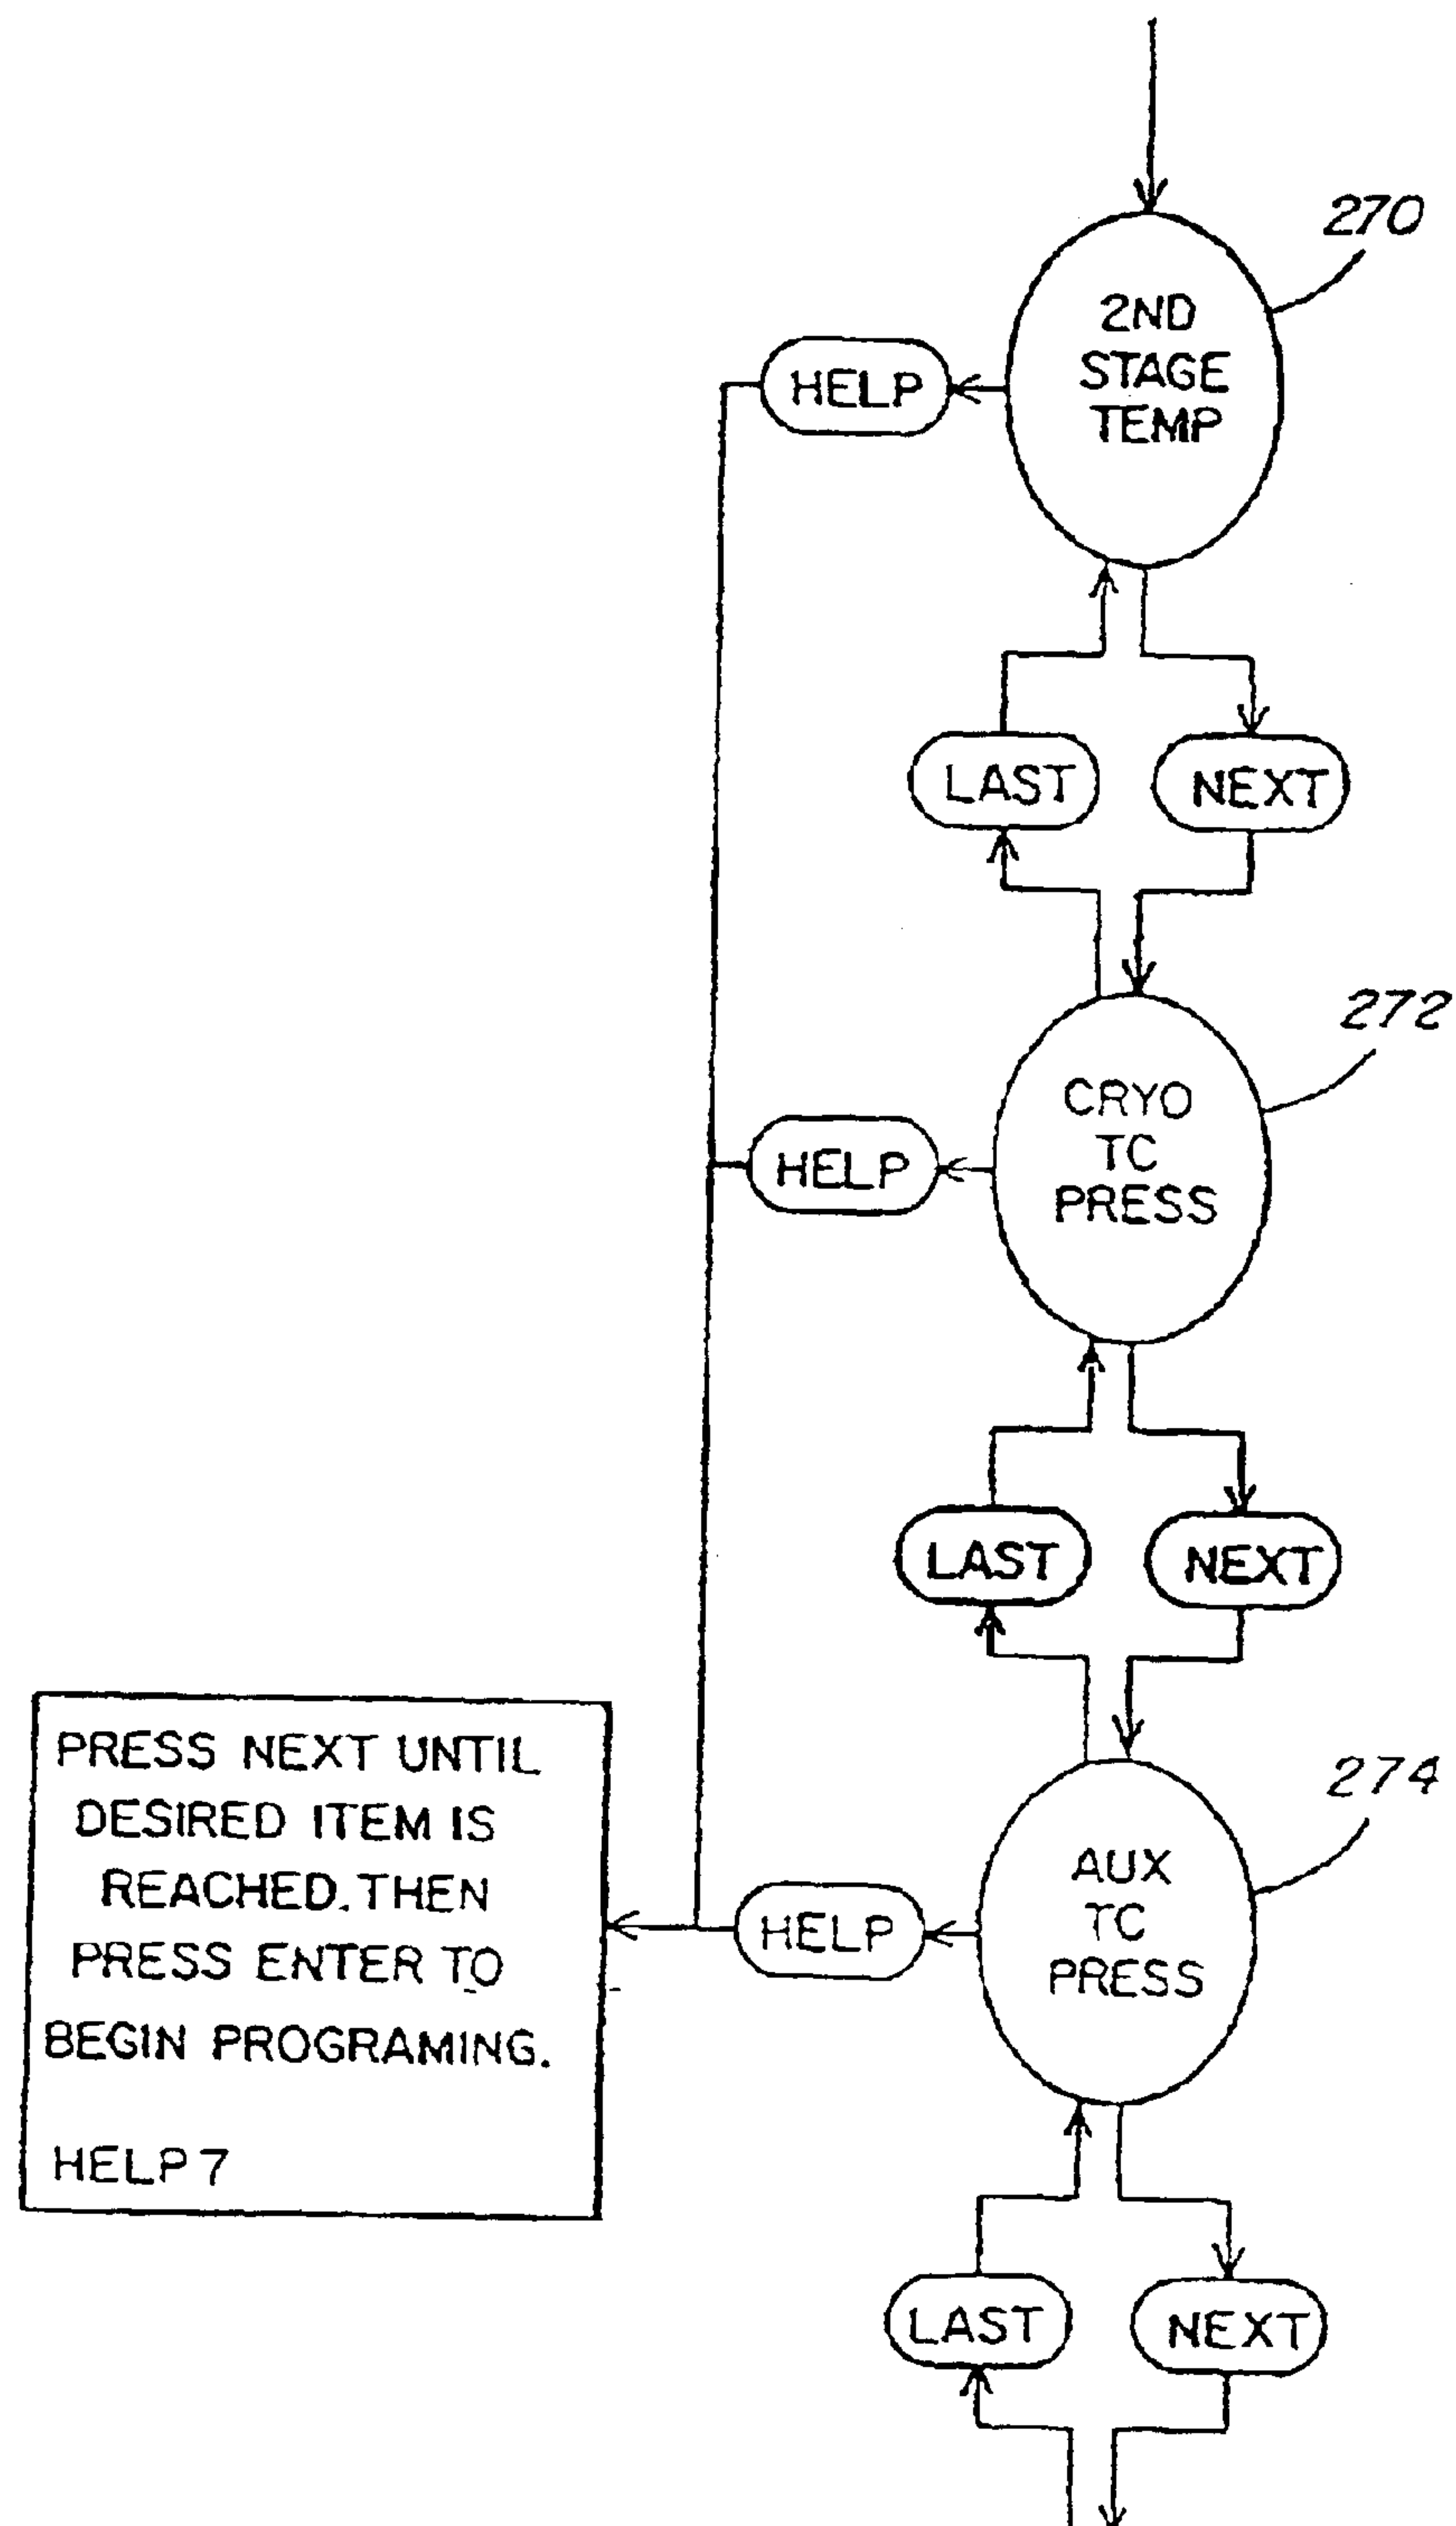 270
2ND
STAGE
TEMP
HELP
LAST
NEXT
272
CRYO
TC
PRESS
HELP
LAST
NEXT
PRESS NEXT UNTIL
DESIRED ITEM IS
REACHED. THEN
PRESS ENTER TO
BEGIN PROGRAMING.
HELP 7
274
AUX
TC
PRESS
HELP
LAST
NEXT